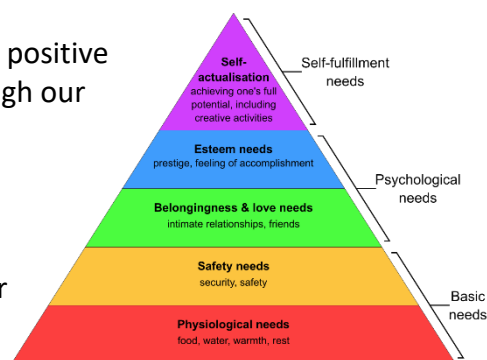 positive
gh our
r
Self-
actualisation
achieving one's full
potential, including
creative activities
Self-fulfillment
needs
Esteem needs
prestige, feeling of accomplishment
Psychological
needs
Belongingness & love needs
intimate relationships, friends
Safety needs
security, safety
Basic
needs
Physiological needs
food, water, warmth, rest